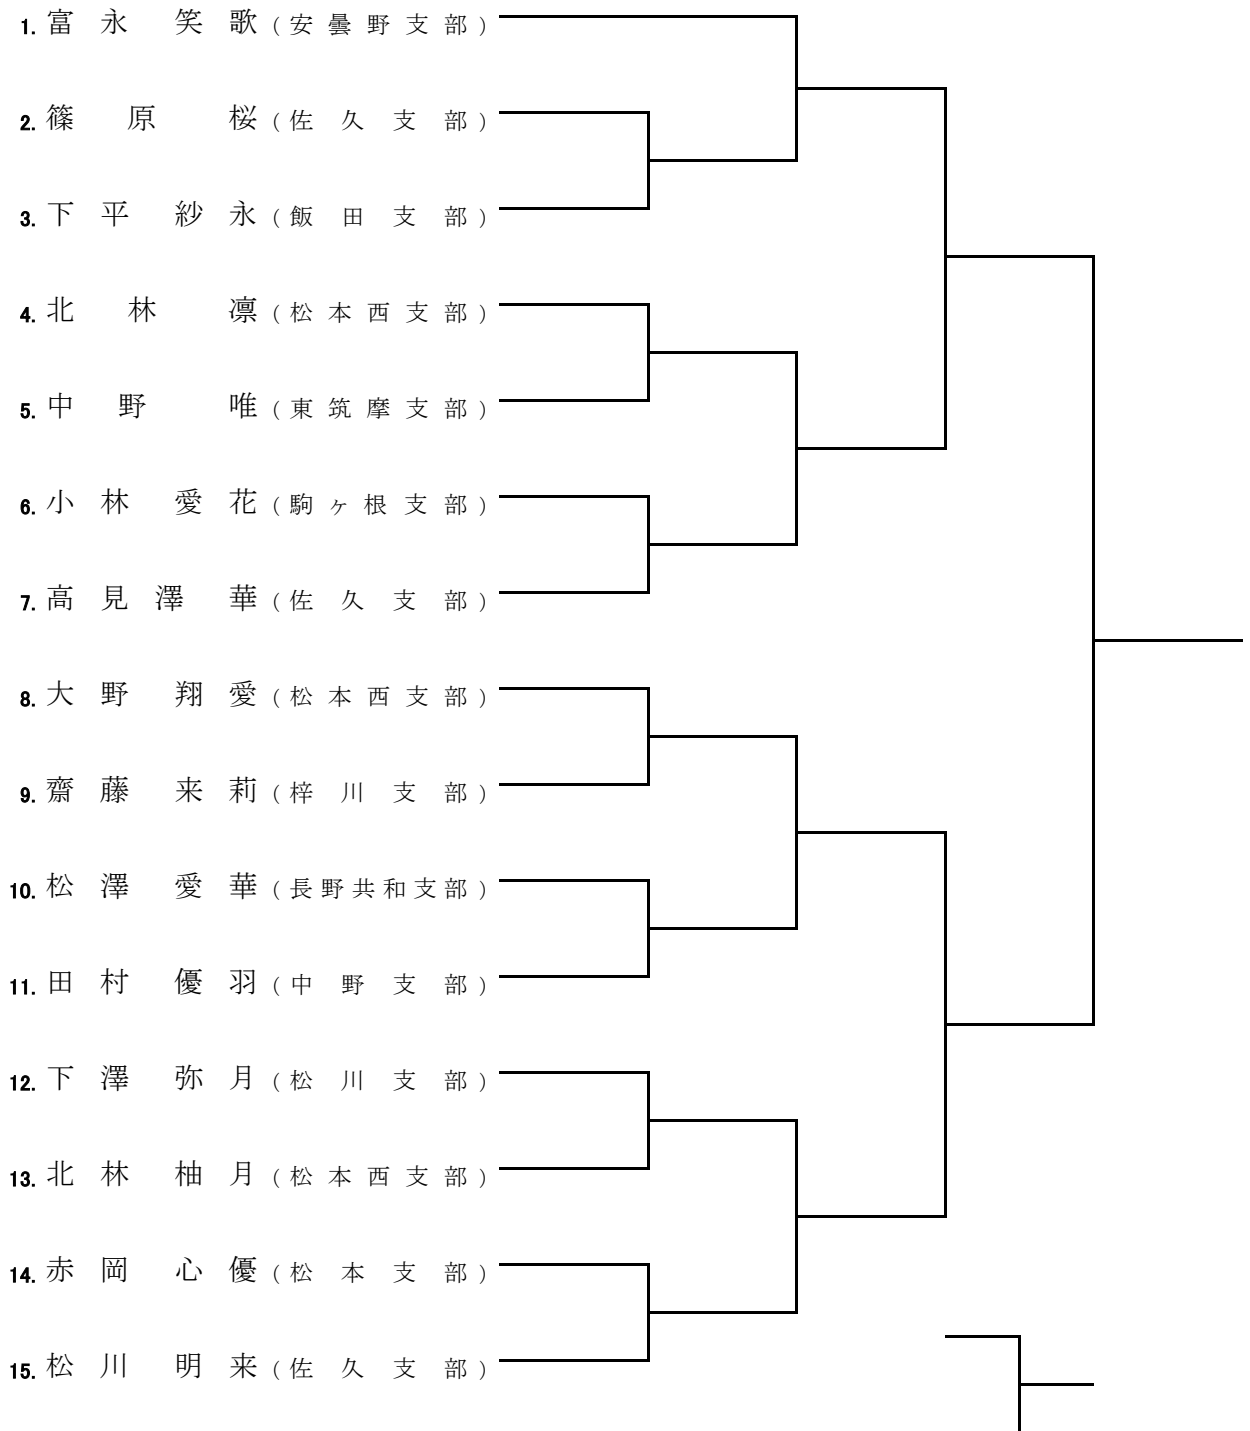 1. 富永 笑歌 (安曇野支部)
2. 篠原 桜 (佐久支部)
3. 下平 紗永 (飯田支部)
4. 北林 凛 (松本西支部)
5. 中野 唯 (東筑摩支部)
6. 小林 愛花 (駒ヶ根支部)
7. 高見澤 華 (佐久支部)
8. 大野 翔愛 (松本西支部)
9. 齋藤 来莉 (梓川支部)
10. 松澤 愛華 (長野共和支部)
11. 田村 優羽 (中野支部)
12. 下澤 弥月 (松川支部)
13. 北林 柚月 (松本西支部)
14. 赤岡 心優 (松本支部)
15. 松川 明来 (佐久支部)